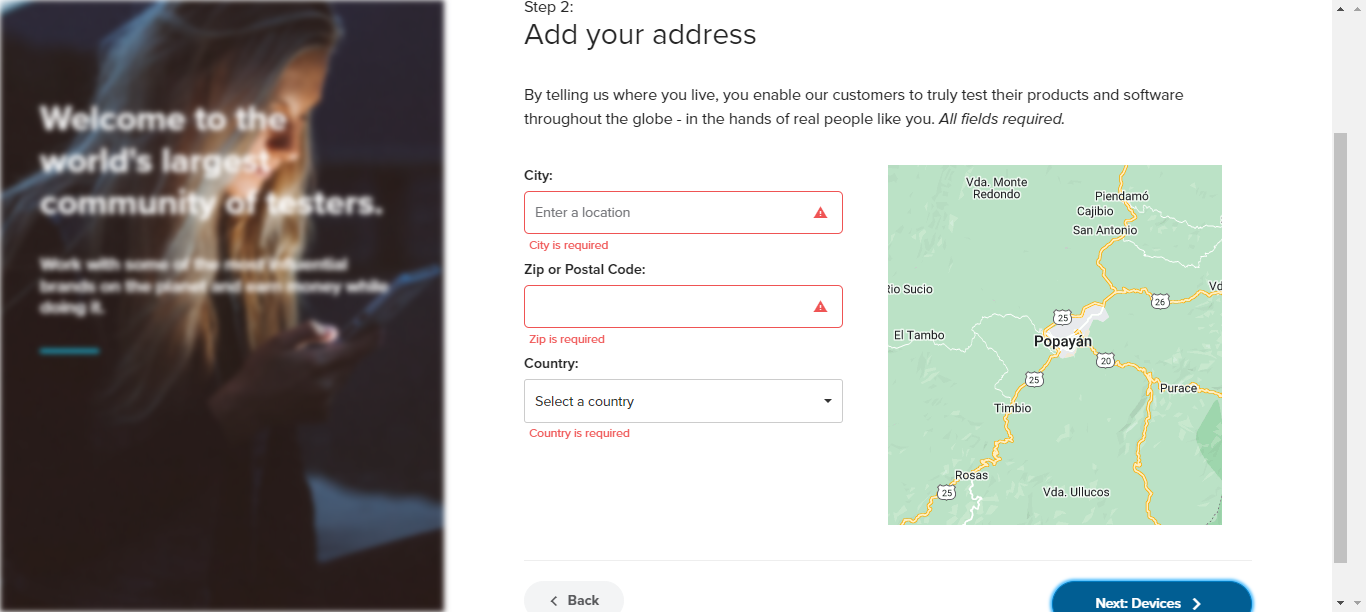 Welcome to the
world's largest
community of testers.
Work with some of the most influential
brands on the planet and earn money while
doing it.
Step 2:
Add your address
By telling us where you live, you enable our customers to truly test their products and software
throughout the globe - in the hands of real people like you. All fields required.
City:
Enter a location
City is required
Zip or Postal Code:
Zip is required
Country:
Select a country
Country is required
Vda. Monte
Redondo
Piendamó
Cajibio
San Antonio
Rio Sucio
Vd
26
25
El Tambo
Popayán
20
25
Purace
Timbio
Rosas
25
Vda. Ullucos
Back
Next: Devices